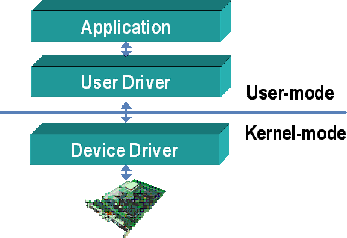 Application
User Driver
User-mode
Kernel-mode
Device Driver